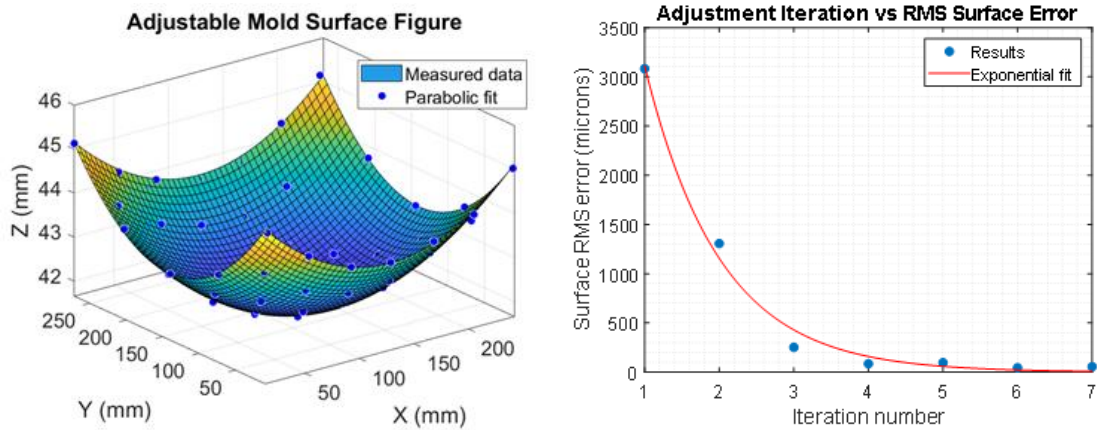 Adjustable Mold Surface Figure
Measured data
Parabolic fit
46
45
44
43
42
Z (mm)
250
200
150
100
50
Y (mm)
50
100
150
200
X (mm)
Adjustment Iteration vs RMS Surface Error
Results
Exponential fit
3500
3000
2500
2000
1500
1000
500
0
Surface RMS error (microns)
1
2
3
4
5
6
7
Iteration number